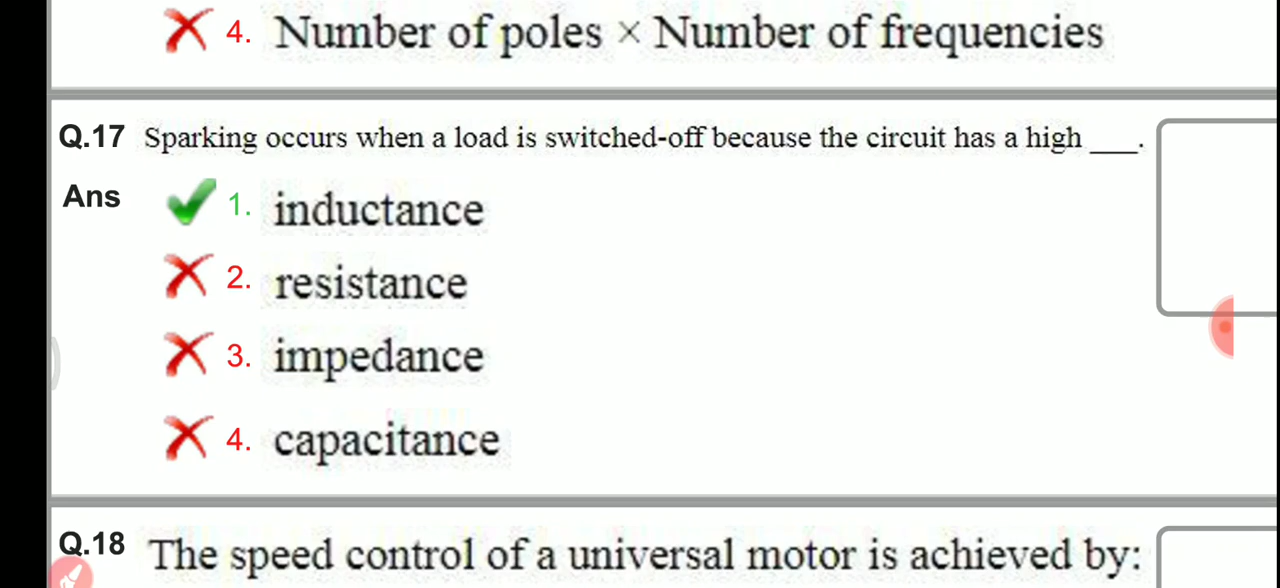 4. Number of poles × Number of frequencies
Q.17 Sparking occurs when a load is switched-off because the circuit has a high ___.
Ans 1. inductance
2. resistance
3. impedance
4. capacitance
Q.18 The speed control of a universal motor is achieved by: